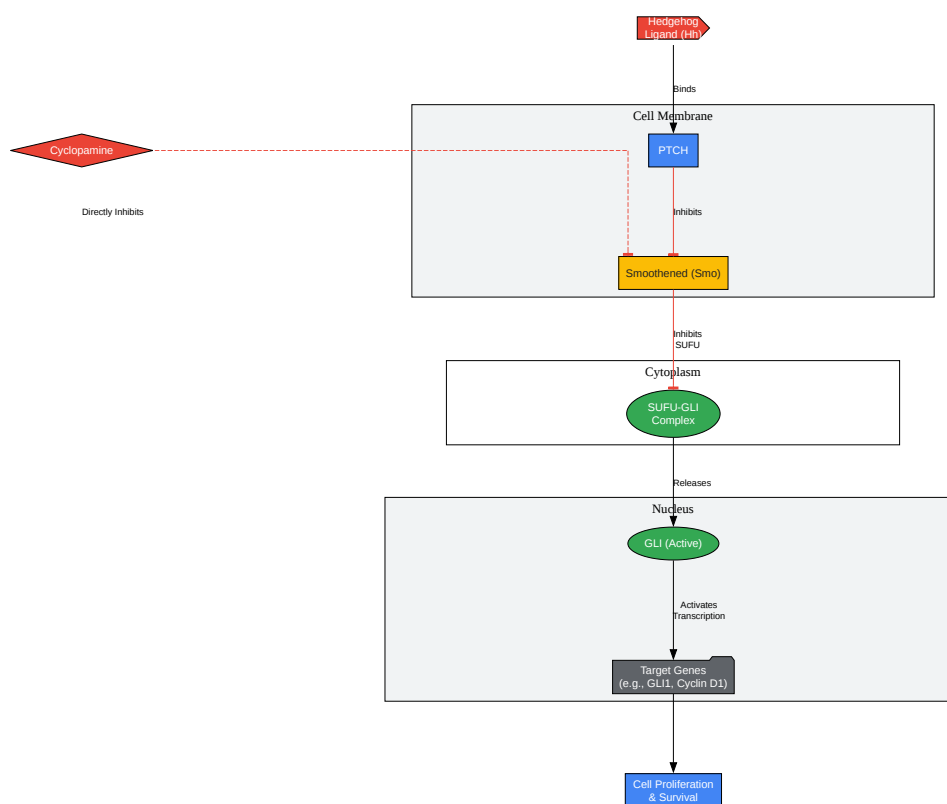 Hedgehog
Ligand (Hh)
Binds
Cell Membrane
Cyclopamine
PTCH
Directly Inhibits
Inhibits
Smoothened (Smo)
Inhibits
SUFU
Cytoplasm
SUFU-GLI
Complex
Releases
Nucleus
GLI (Active)
Activates
Transcription
Target Genes
(e.g., GLI1, Cyclin D1)
Cell Proliferation
& Survival